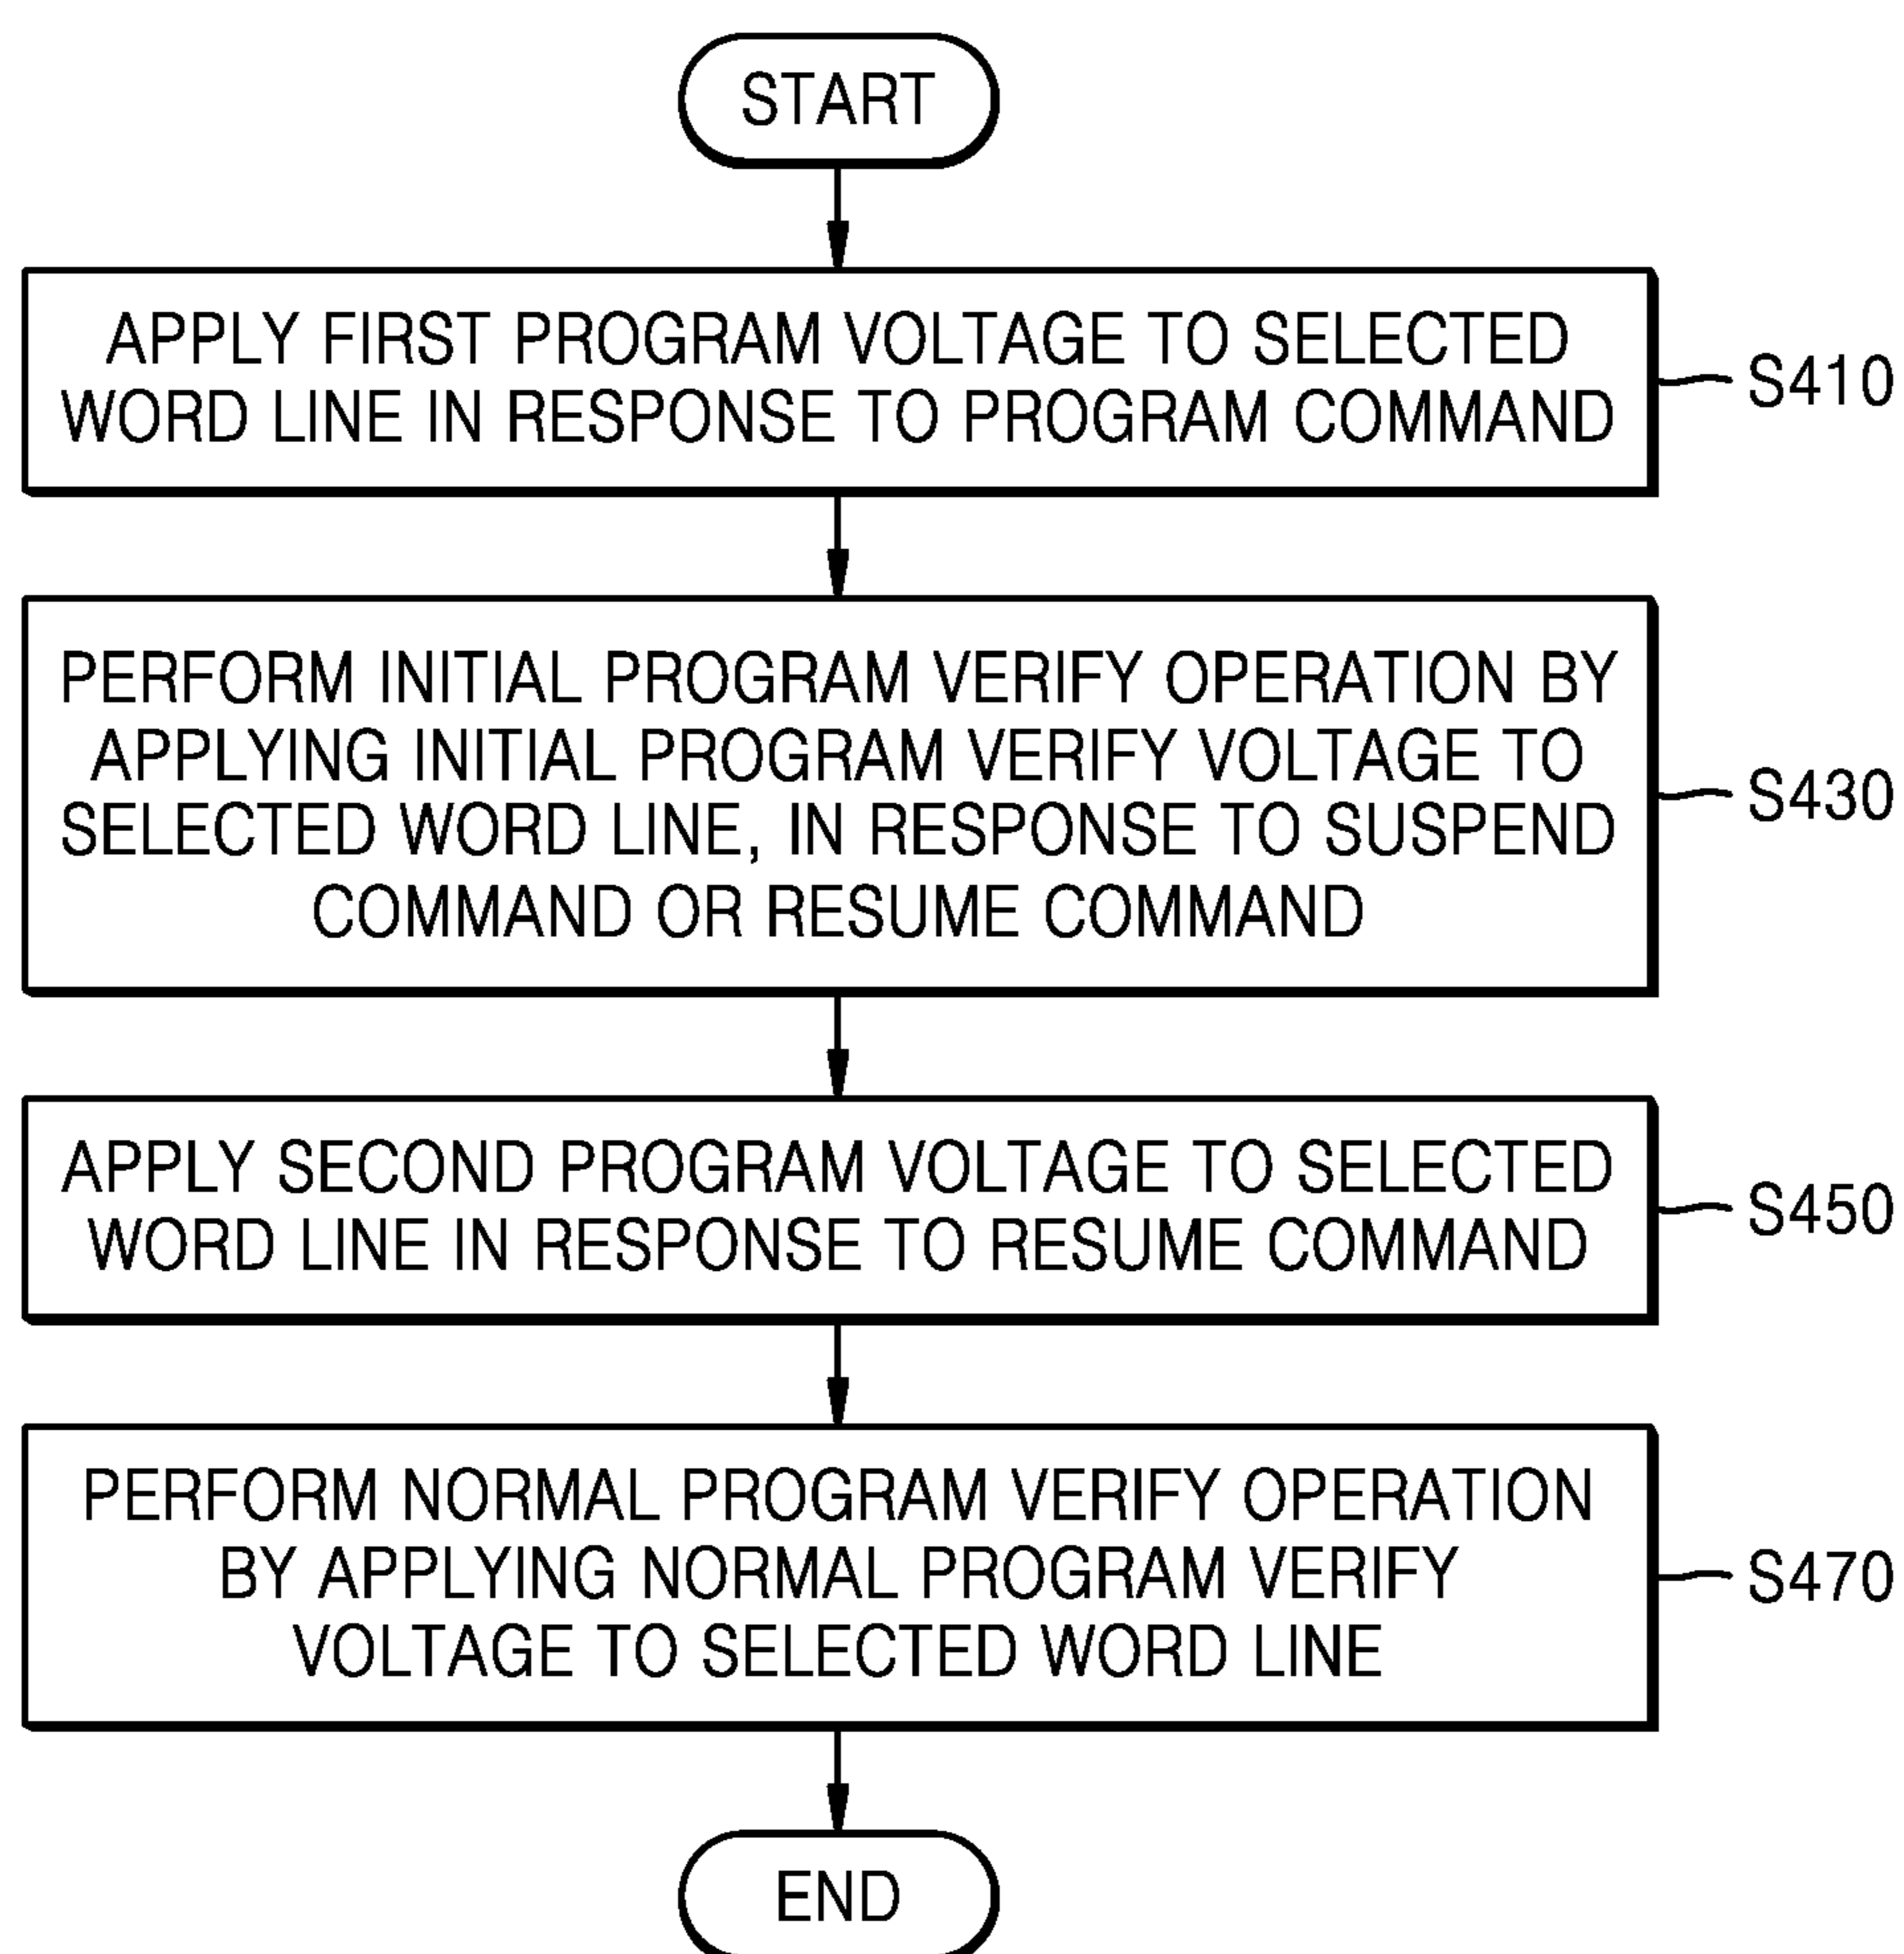 START
APPLY FIRST PROGRAM VOLTAGE TO SELECTED
WORD LINE IN RESPONSE TO PROGRAM COMMAND
S410
PERFORM INITIAL PROGRAM VERIFY OPERATION BY
APPLYING INITIAL PROGRAM VERIFY VOLTAGE TO
SELECTED WORD LINE, IN RESPONSE TO SUSPEND
COMMAND OR RESUME COMMAND
S430
APPLY SECOND PROGRAM VOLTAGE TO SELECTED
WORD LINE IN RESPONSE TO RESUME COMMAND
S450
PERFORM NORMAL PROGRAM VERIFY OPERATION
BY APPLYING NORMAL PROGRAM VERIFY
VOLTAGE TO SELECTED WORD LINE
S470
END